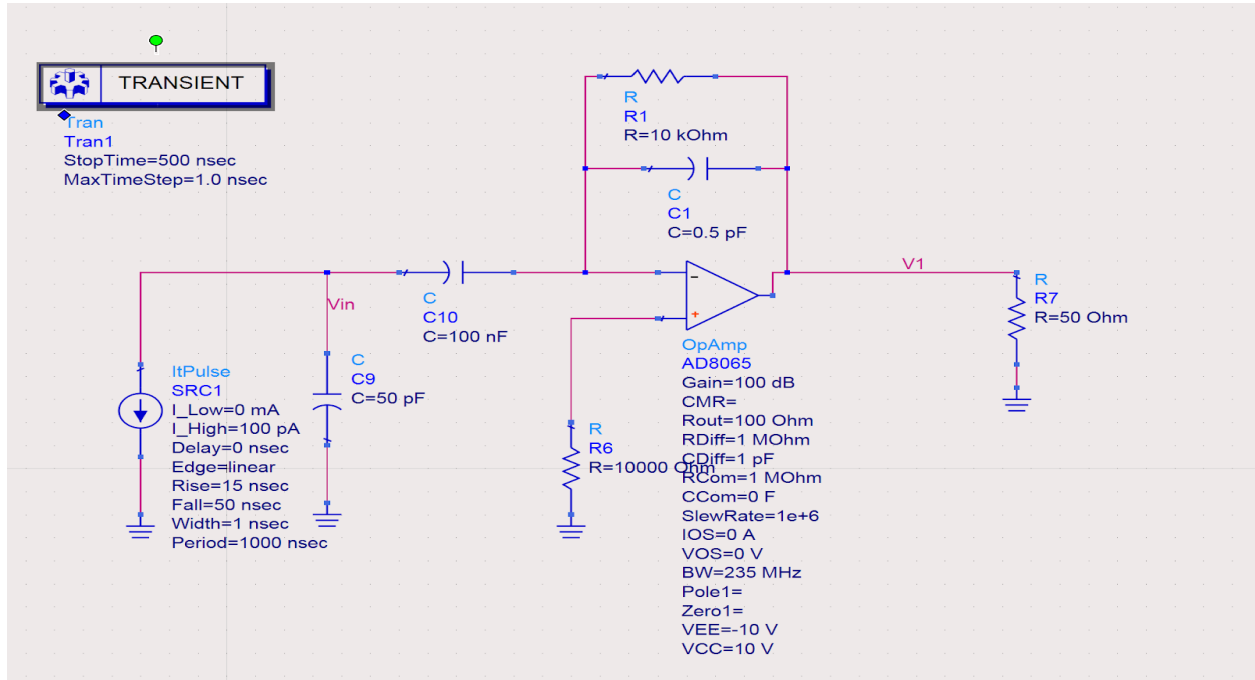 TRANSIENT
Tran
Tran1
StopTime=500 nsec
MaxTimeStep=1.0 nsec
R
R1
R=10 kOhm
C
C1
C=0.5 pF
Vin
C
C10
C=100 nF
−
+
V1
R
R7
R=50 Ohm
ItPulse
SRC1
I_Low=0 mA
I_High=100 pA
Delay=0 nsec
Edge=linear
Rise=15 nsec
Fall=50 nsec
Width=1 nsec
Period=1000 nsec
C
C9
C=50 pF
R
R6
R=10000 Ohm
OpAmp
AD8065
Gain=100 dB
CMR=
Rout=100 Ohm
RDiff=1 MOhm
CDiff=1 pF
RCom=1 MOhm
CCom=0 F
SlewRate=1e+6
IOS=0 A
VOS=0 V
BW=235 MHz
Pole1=
Zero1=
VEE=-10 V
VCC=10 V